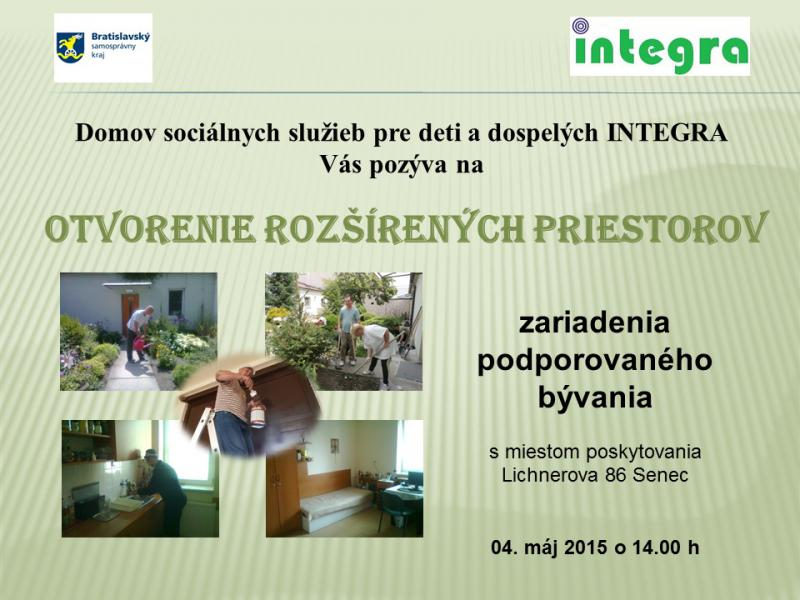 Bratislavský
samosprávny
kraj
integra
Domov sociálnych služieb pre deti a dospelých INTEGRA
Vás pozýva na
OTVORENIE ROZŠÍRENÝCH PRIESTOROV
zariadenia
podporovaného
bývania
s miestom poskytovania
Lichnerova 86 Senec
04. máj 2015 o 14.00 h